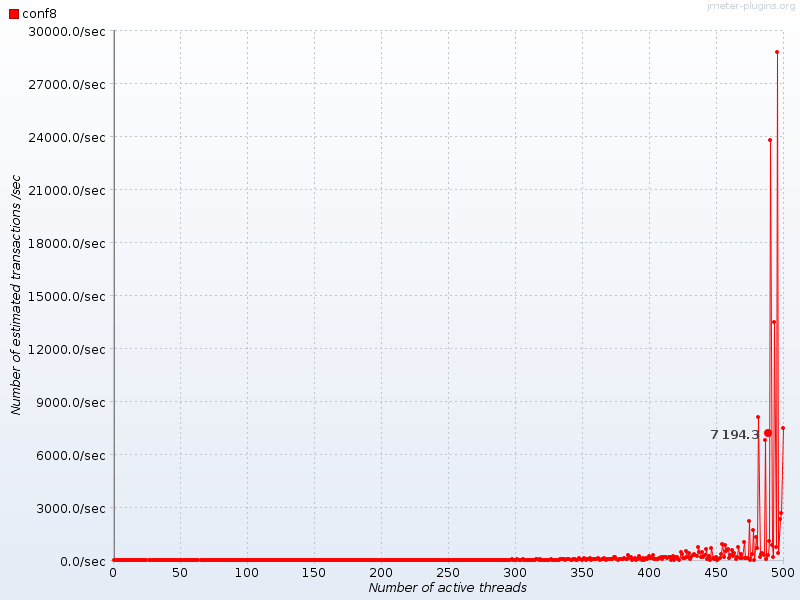 jmeter-plugins.org
conf8
30000.0/sec
27000.0/sec
24000.0/sec
21000.0/sec
18000.0/sec
15000.0/sec
12000.0/sec
9000.0/sec
6000.0/sec
3000.0/sec
0.0/sec
Number of estimated transactions /sec
7 194.3
0 50 100 150 200 250 300 350 400 450 500
Number of active threads